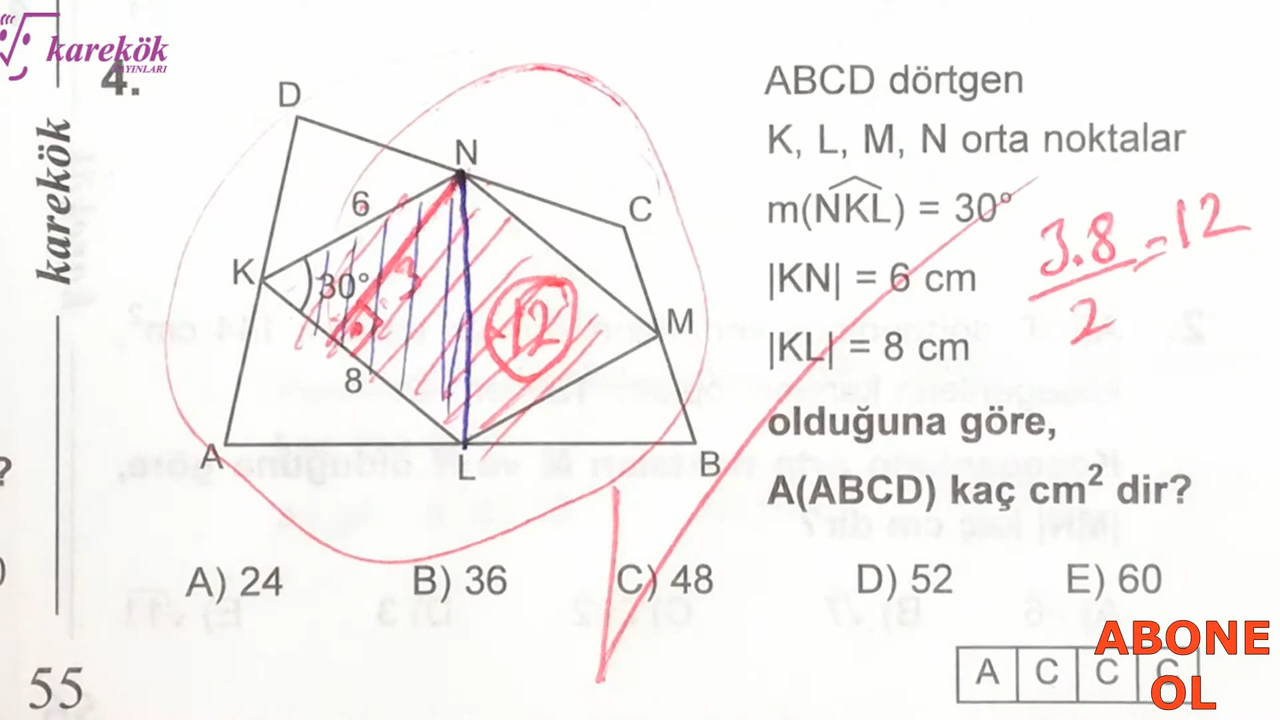 karekök
YAYINLARI
4.
karekök
D
N
6
C
K
30°
3
12
M
8
A
L
B
ABCD dörtgen
K, L, M, N orta noktalar
m(NKL) = 30°
|KN| = 6 cm
|KL| = 8 cm
3.8/2=12
olduğuna göre,
A(ABCD) kaç cm² dir?
A) 24 B) 36 C) 48 D) 52 E) 60
55
A C C C
ABONE
OL